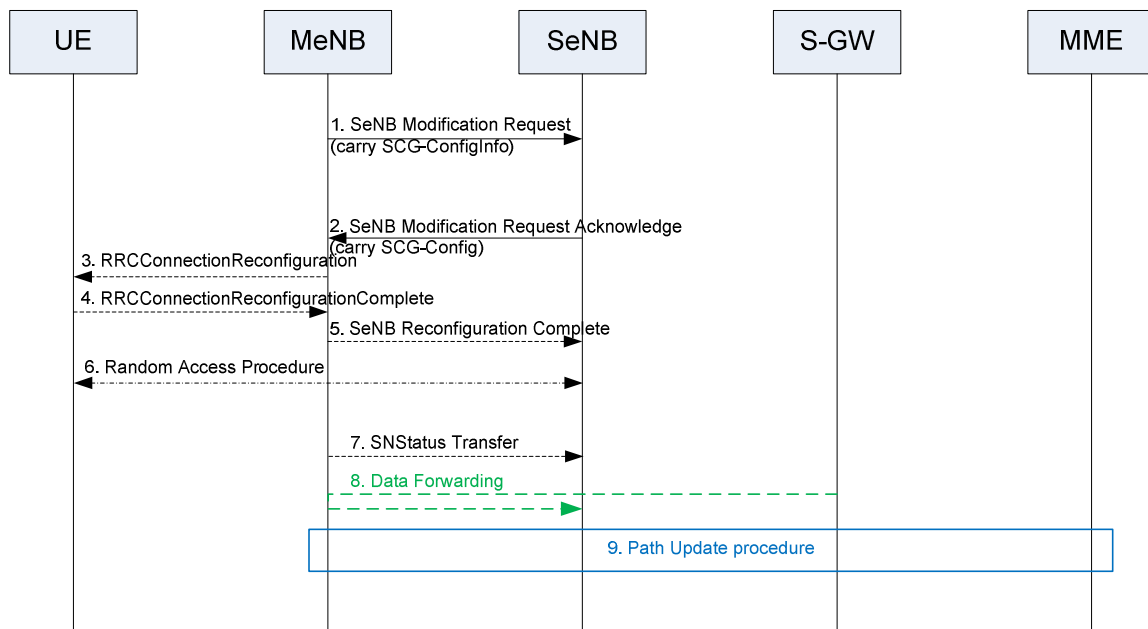 UE
MeNB
SeNB
S-GW
MME
1. SeNB Modification Request
(carry SCG-ConfigInfo)
2. SeNB Modification Request Acknowledge
(carry SCG-Config)
3. RRCConnectionReconfiguration
4. RRCConnectionReconfigurationComplete
5. SeNB Reconfiguration Complete
6. Random Access Procedure
7. SNStatus Transfer
8. Data Forwarding
9. Path Update procedure